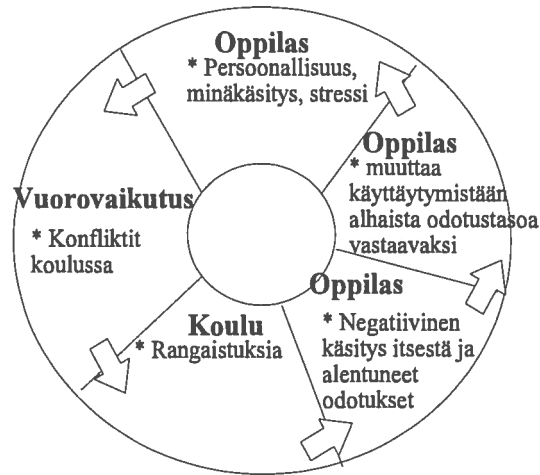 Oppilas
* Persoonallisuus,
minäkäsitys, stressi
Oppilas
* muuttaa
käyttäytymistään
alhaista odotustasoa
vastaavaksi
Vuorovaikutus
* Konfliktit
koulussa
Oppilas
* Negatiivinen
käsitys itsestä ja
alentuneet
odotukset
Koulu
* Rangaistuksia